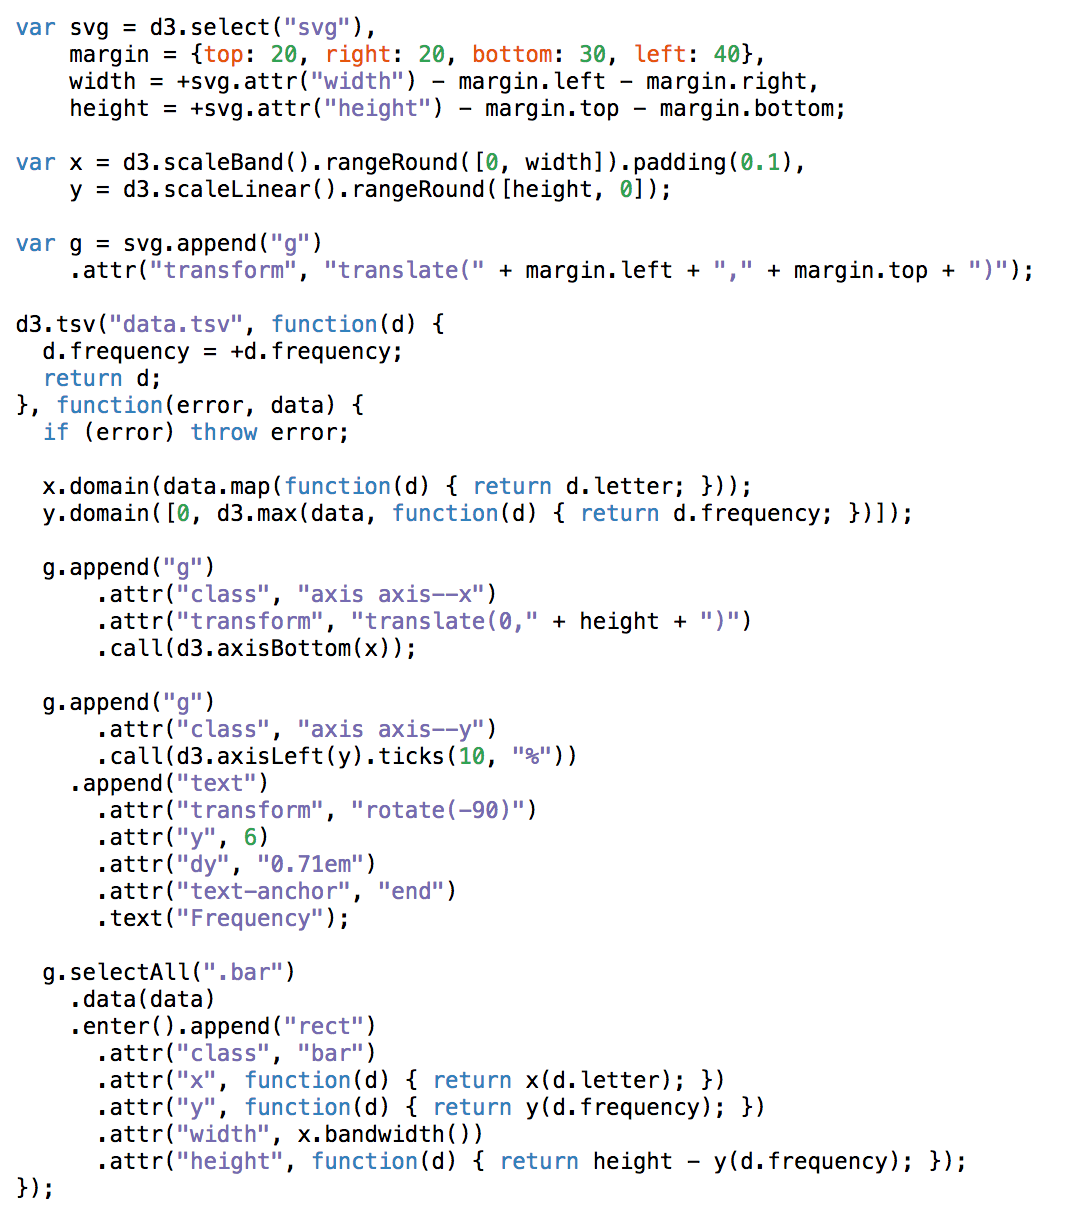 var svg = d3.select("svg"),
    margin = {top: 20, right: 20, bottom: 30, left: 40},
    width = +svg.attr("width") - margin.left - margin.right,
    height = +svg.attr("height") - margin.top - margin.bottom;

var x = d3.scaleBand().rangeRound([0, width]).padding(0.1),
    y = d3.scaleLinear().rangeRound([height, 0]);

var g = svg.append("g")
    .attr("transform", "translate(" + margin.left + "," + margin.top + ")");

d3.tsv("data.tsv", function(d) {
  d.frequency = +d.frequency;
  return d;
}, function(error, data) {
  if (error) throw error;

  x.domain(data.map(function(d) { return d.letter; }));
  y.domain([0, d3.max(data, function(d) { return d.frequency; })]);

  g.append("g")
      .attr("class", "axis axis--x")
      .attr("transform", "translate(0," + height + ")")
      .call(d3.axisBottom(x));

  g.append("g")
      .attr("class", "axis axis--y")
      .call(d3.axisLeft(y).ticks(10, "%"))
    .append("text")
      .attr("transform", "rotate(-90)")
      .attr("y", 6)
      .attr("dy", "0.71em")
      .attr("text-anchor", "end")
      .text("Frequency");

  g.selectAll(".bar")
    .data(data)
    .enter().append("rect")
      .attr("class", "bar")
      .attr("x", function(d) { return x(d.letter); })
      .attr("y", function(d) { return y(d.frequency); })
      .attr("width", x.bandwidth())
      .attr("height", function(d) { return height - y(d.frequency); });
});